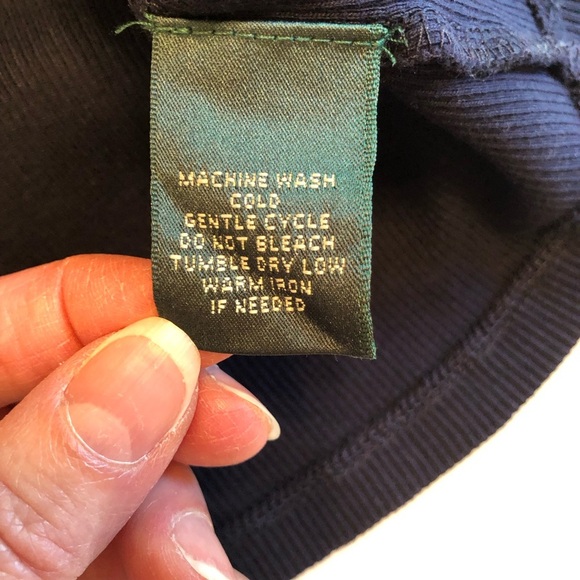 MACHINE WASH
COLD
GENTLE CYCLE
DO NOT BLEACH
TUMBLE DRY LOW
WARM IRON
IF NEEDED